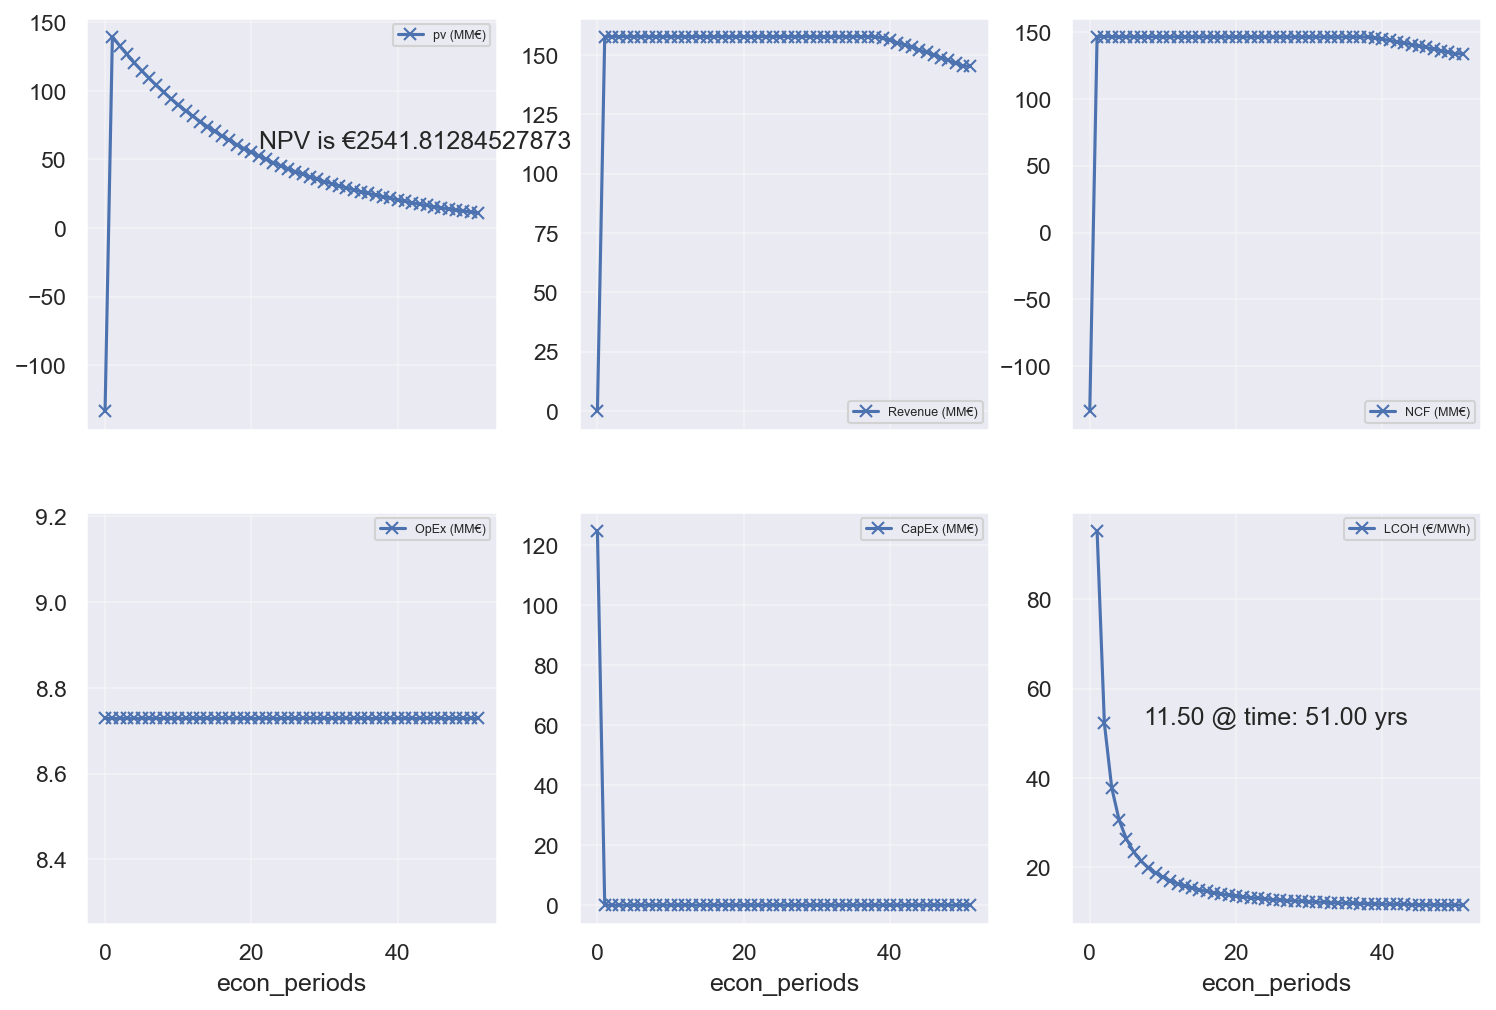 150
100
50
0
−50
−100
pv (MM€)
NPV is €2541.81284527873
150
125
100
75
50
25
0
Revenue (MM€)
150
100
50
0
−50
−100
NCF (MM€)
9.2
9.0
8.8
8.6
8.4
OpEx (MM€)
0 20 40
econ_periods
120
100
80
60
40
20
0
CapEx (MM€)
0 20 40
econ_periods
80
60
40
20
LCOH (€/MWh)
11.50 @ time: 51.00 yrs
0 20 40
econ_periods